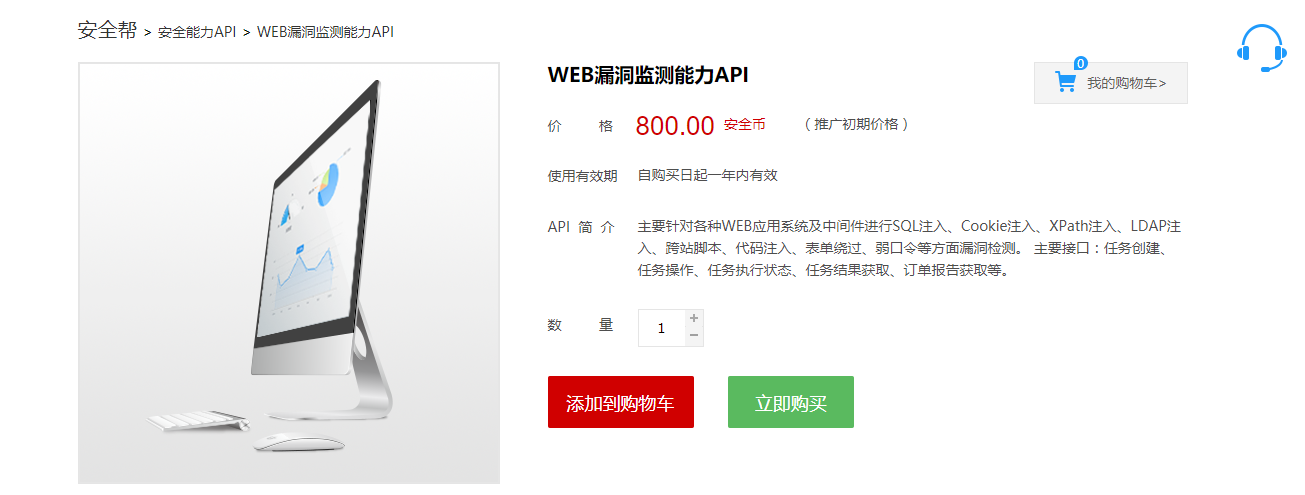 安全帮 > 安全能力API > WEB漏洞监测能力API
WEB漏洞监测能力API
0
我的购物车>
价 格 800.00 安全币 （推广初期价格）
使用有效期 自购买日起一年内有效
API 简 介 主要针对各种WEB应用系统及中间件进行SQL注入、Cookie注入、XPath注入、LDAP注
入、跨站脚本、代码注入、表单绕过、弱口令等方面漏洞检测。 主要接口：任务创建、
任务操作、任务执行状态、任务结果获取、订单报告获取等。
数 量 1 + −
添加到购物车 立即购买